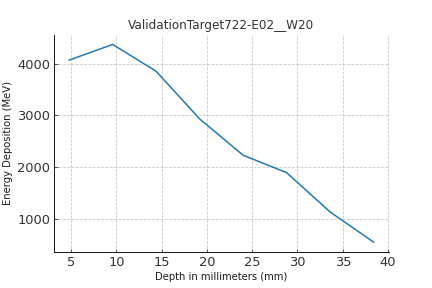 ValidationTarget722-E02__W20
Energy Deposition (MeV)
4000
3000
2000
1000
5 10 15 20 25 30 35 40
Depth in millimeters (mm)